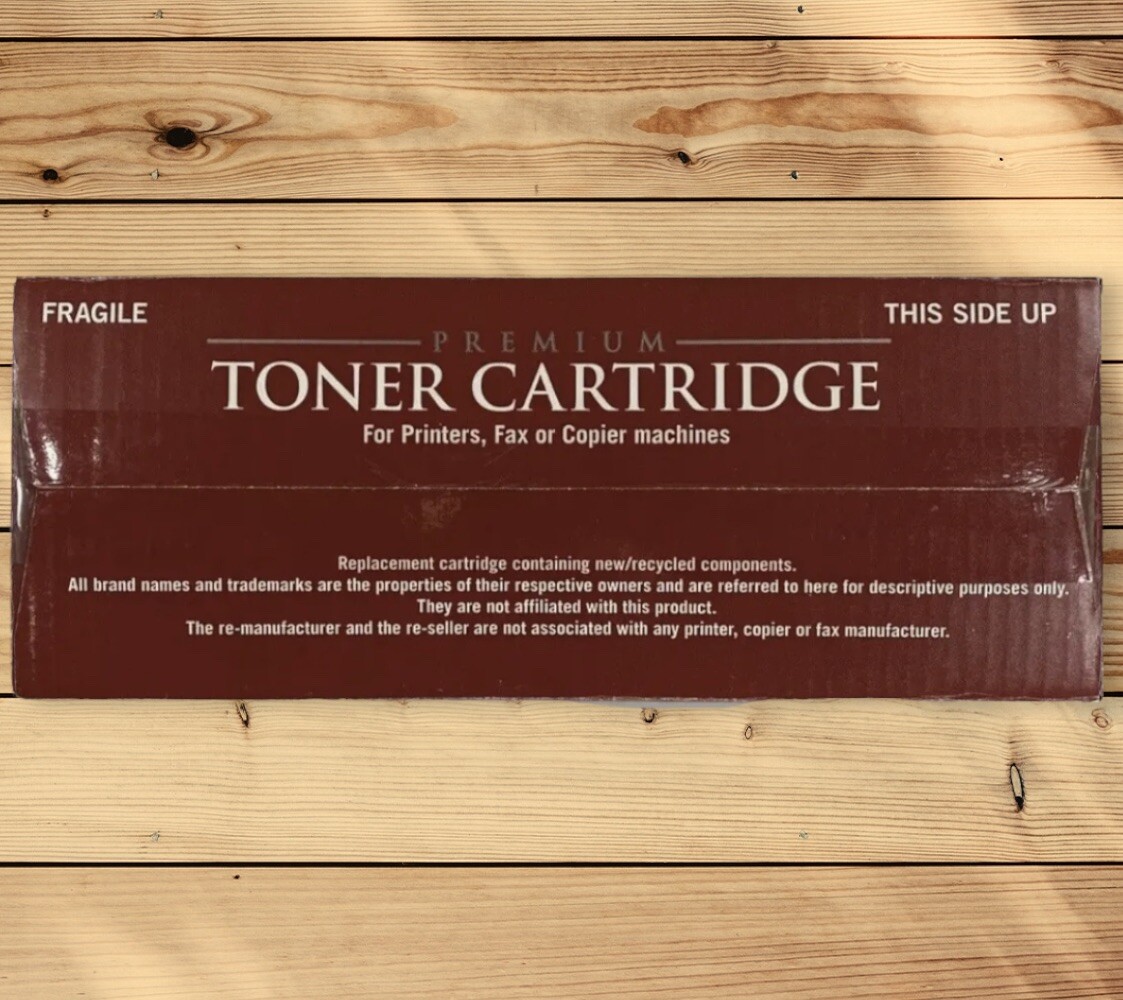 FRAGILE
THIS SIDE UP
PREMIUM
TONER CARTRIDGE
For Printers, Fax or Copier machines
Replacement cartridge containing new/recycled components.
All brand names and trademarks are the properties of their respective owners and are referred to here for descriptive purposes only.
They are not affiliated with this product.
The re-manufacturer and the re-seller are not associated with any printer, copier or fax manufacturer.